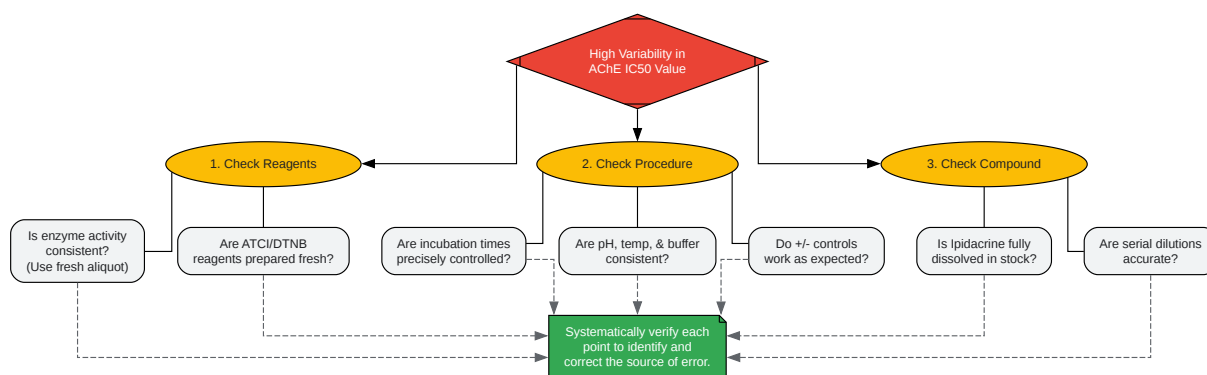 High Variability in
AChE IC50 Value
1. Check Reagents
2. Check Procedure
3. Check Compound
Is enzyme activity
consistent?
(Use fresh aliquot)
Are ATCI/DTNB
reagents prepared fresh?
Are incubation times
precisely controlled?
Are pH, temp, & buffer
consistent?
Do +/- controls
work as expected?
Is Ipidacrine fully
dissolved in stock?
Are serial dilutions
accurate?
Systematically verify each
point to identify and
correct the source of error.